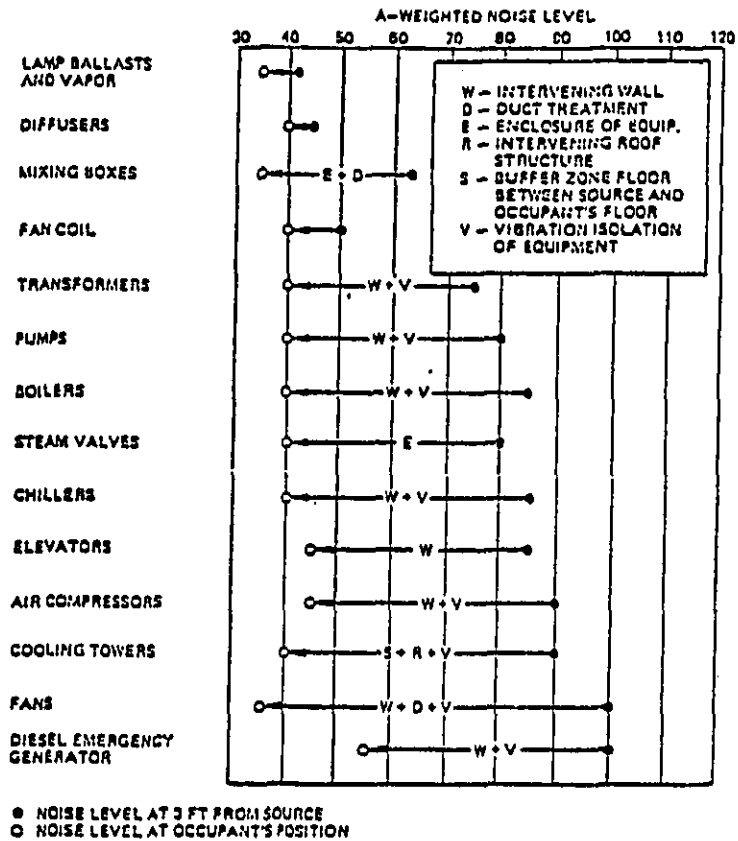 A-WEIGHTED NOISE LEVEL
30 40 50 60 70 80 90 100 110 120
LAMP BALLASTS
AND VAPOR
DIFFUSERS
MIXING BOXES
E + D
FAN COIL
TRANSFORMERS
W + V
PUMPS
W + V
BOILERS
W + V
STEAM VALVES
E
CHILLERS
W + V
ELEVATORS
W
AIR COMPRESSORS
W + V
COOLING TOWERS
S + R + V
FANS
W + D + V
DIESEL EMERGENCY
GENERATOR
W + V
W – INTERVENING WALL
D – DUCT TREATMENT
E – ENCLOSURE OF EQUIP.
R – INTERVENING ROOF
STRUCTURE
S – BUFFER ZONE FLOOR
BETWEEN SOURCE AND
OCCUPANT'S FLOOR
V – VIBRATION ISOLATION
OF EQUIPMENT
● NOISE LEVEL AT 3 FT FROM SOURCE
○ NOISE LEVEL AT OCCUPANT'S POSITION